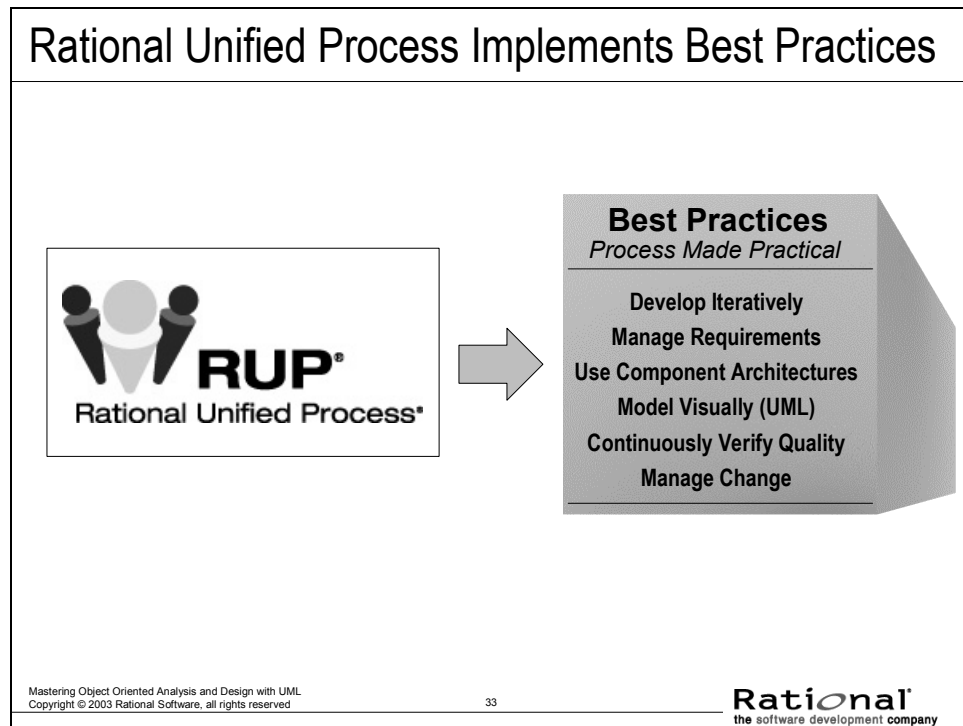 Rational Unified Process Implements Best Practices
RUP®
Rational Unified Process®
Best Practices
Process Made Practical
Develop Iteratively
Manage Requirements
Use Component Architectures
Model Visually (UML)
Continuously Verify Quality
Manage Change
Mastering Object Oriented Analysis and Design with UML
Copyright © 2003 Rational Software, all rights reserved
33
Rational®
the software development company